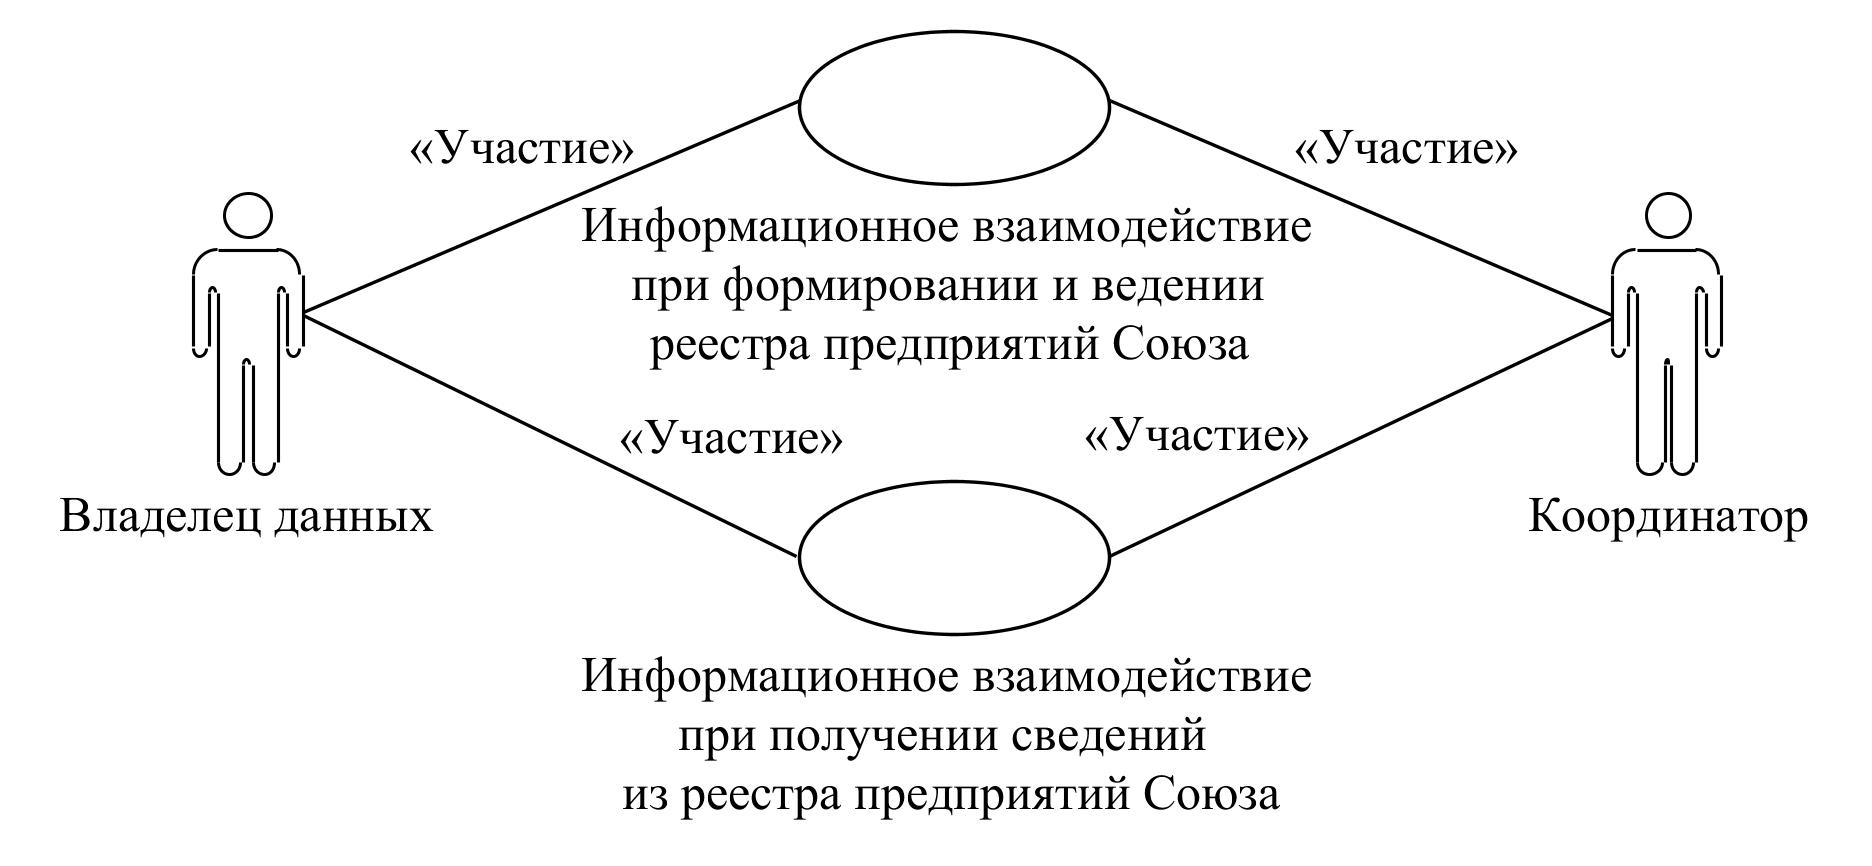 «Участие»
«Участие»
Информационное взаимодействие
при формировании и ведении
реестра предприятий Союза
«Участие»
«Участие»
Владелец данных
Координатор
Информационное взаимодействие
при получении сведений
из реестра предприятий Союза